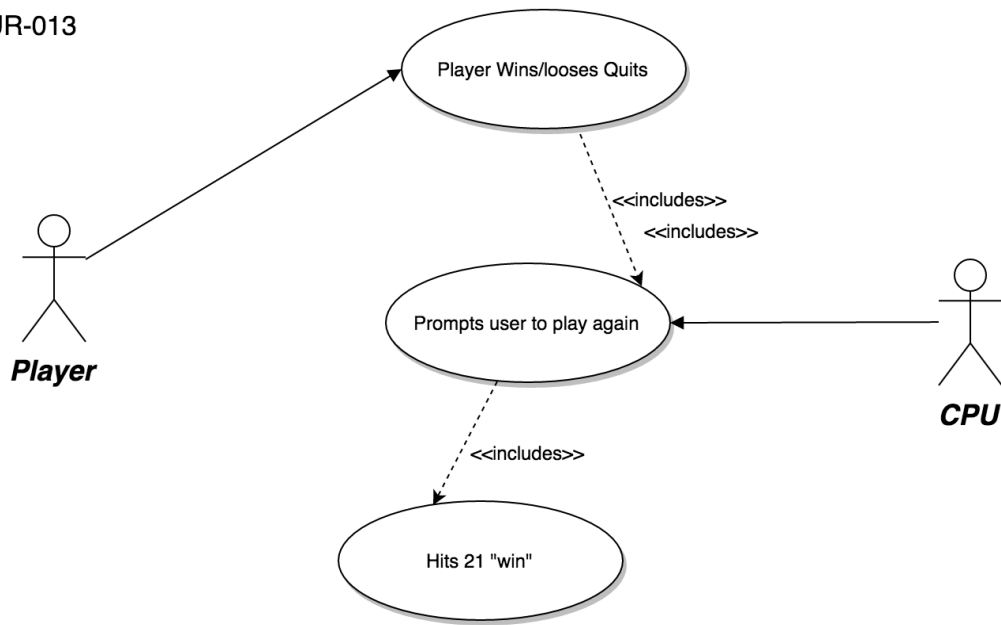 UR-013
Player Wins/looses Quits
<<includes>>
<<includes>>
Prompts user to play again
Player
CPU
<<includes>>
Hits 21 "win"